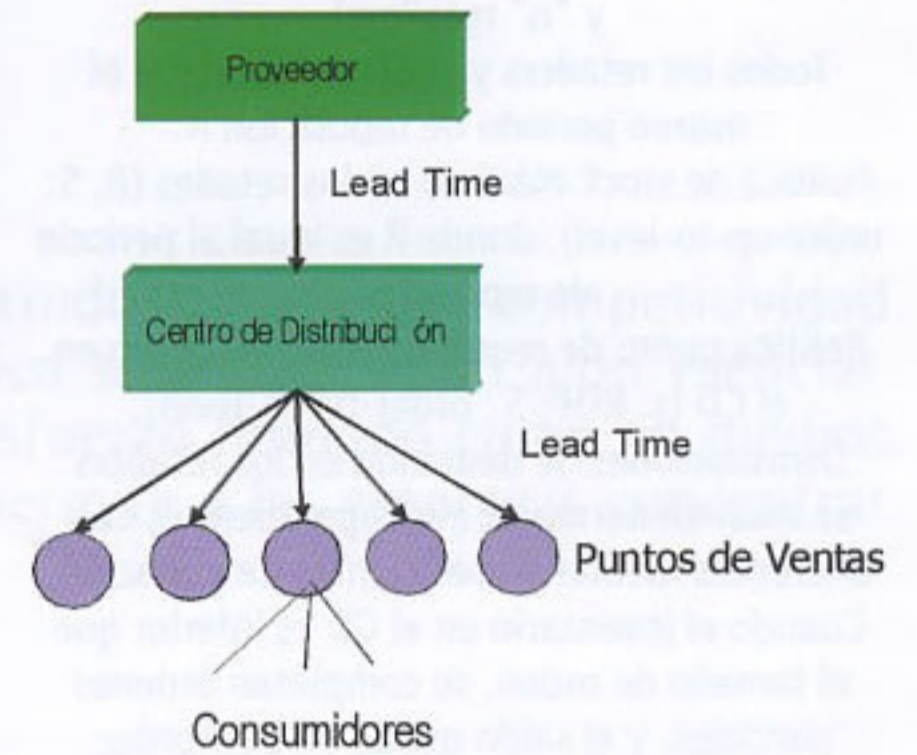 Proveedor
Lead Time
Centro de Distribuci ón
Lead Time
Puntos de Ventas
Consumidores